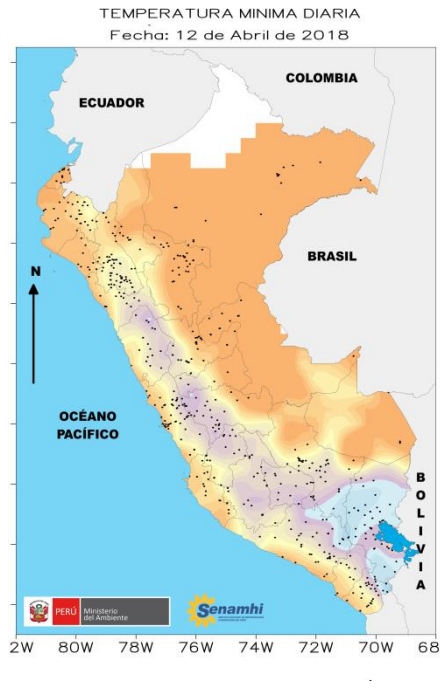 TEMPERATURA MINIMA DIARIA
Fecha: 12 de Abril de 2018
COLOMBIA
ECUADOR
BRASIL
N
OCÉANO
PACÍFICO
B
O
L
I
V
I
A
PERÚ
Ministerio
del Ambiente
Senamhi
2W
80W
78W
76W
74W
72W
70W
68